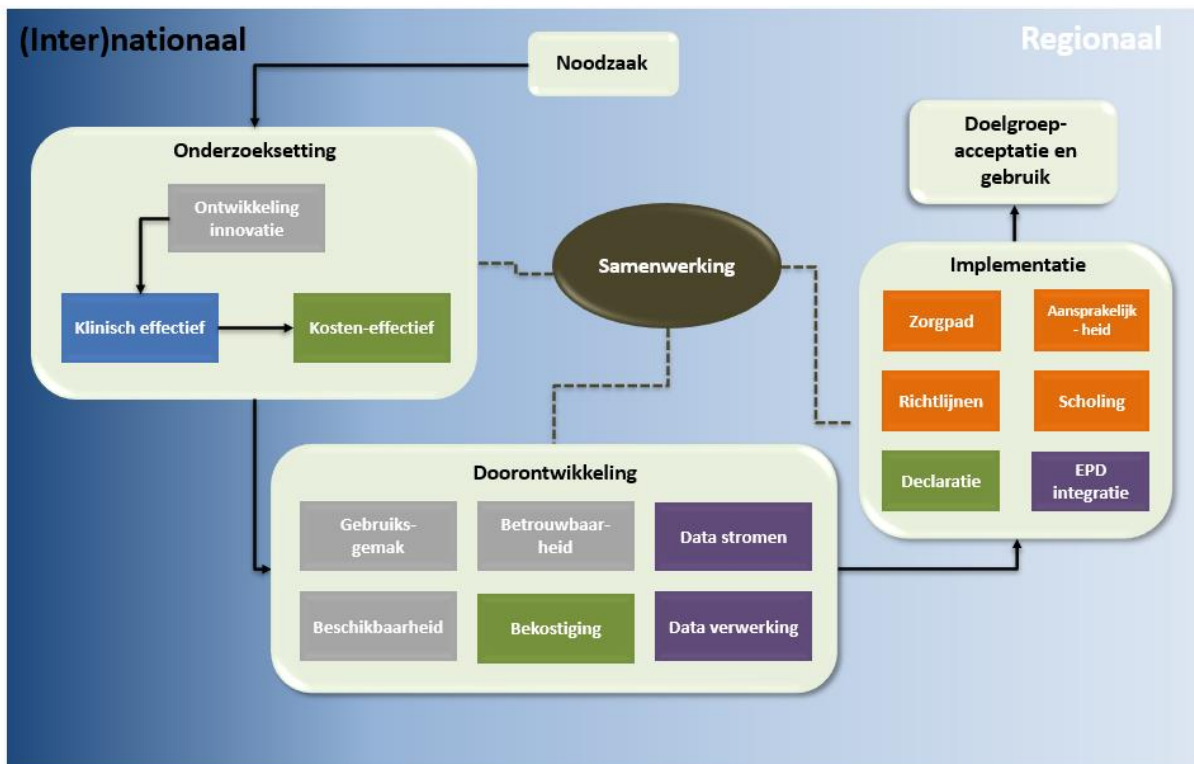 (Inter)nationaal
Regionaal
Noodzaak
Onderzoeksetting
Ontwikkeling
innovatie
Klinisch effectief
Kosten-effectief
Samenwerking
Doelgroep-
acceptatie en
gebruik
Implementatie
Zorgpad
Aansprakelijk
- heid
Richtlijnen
Scholing
Declaratie
EPD
integratie
Doorontwikkeling
Gebruiks-
gemak
Betrouwbaar-
heid
Data stromen
Beschikbaarheid
Bekostiging
Data verwerking